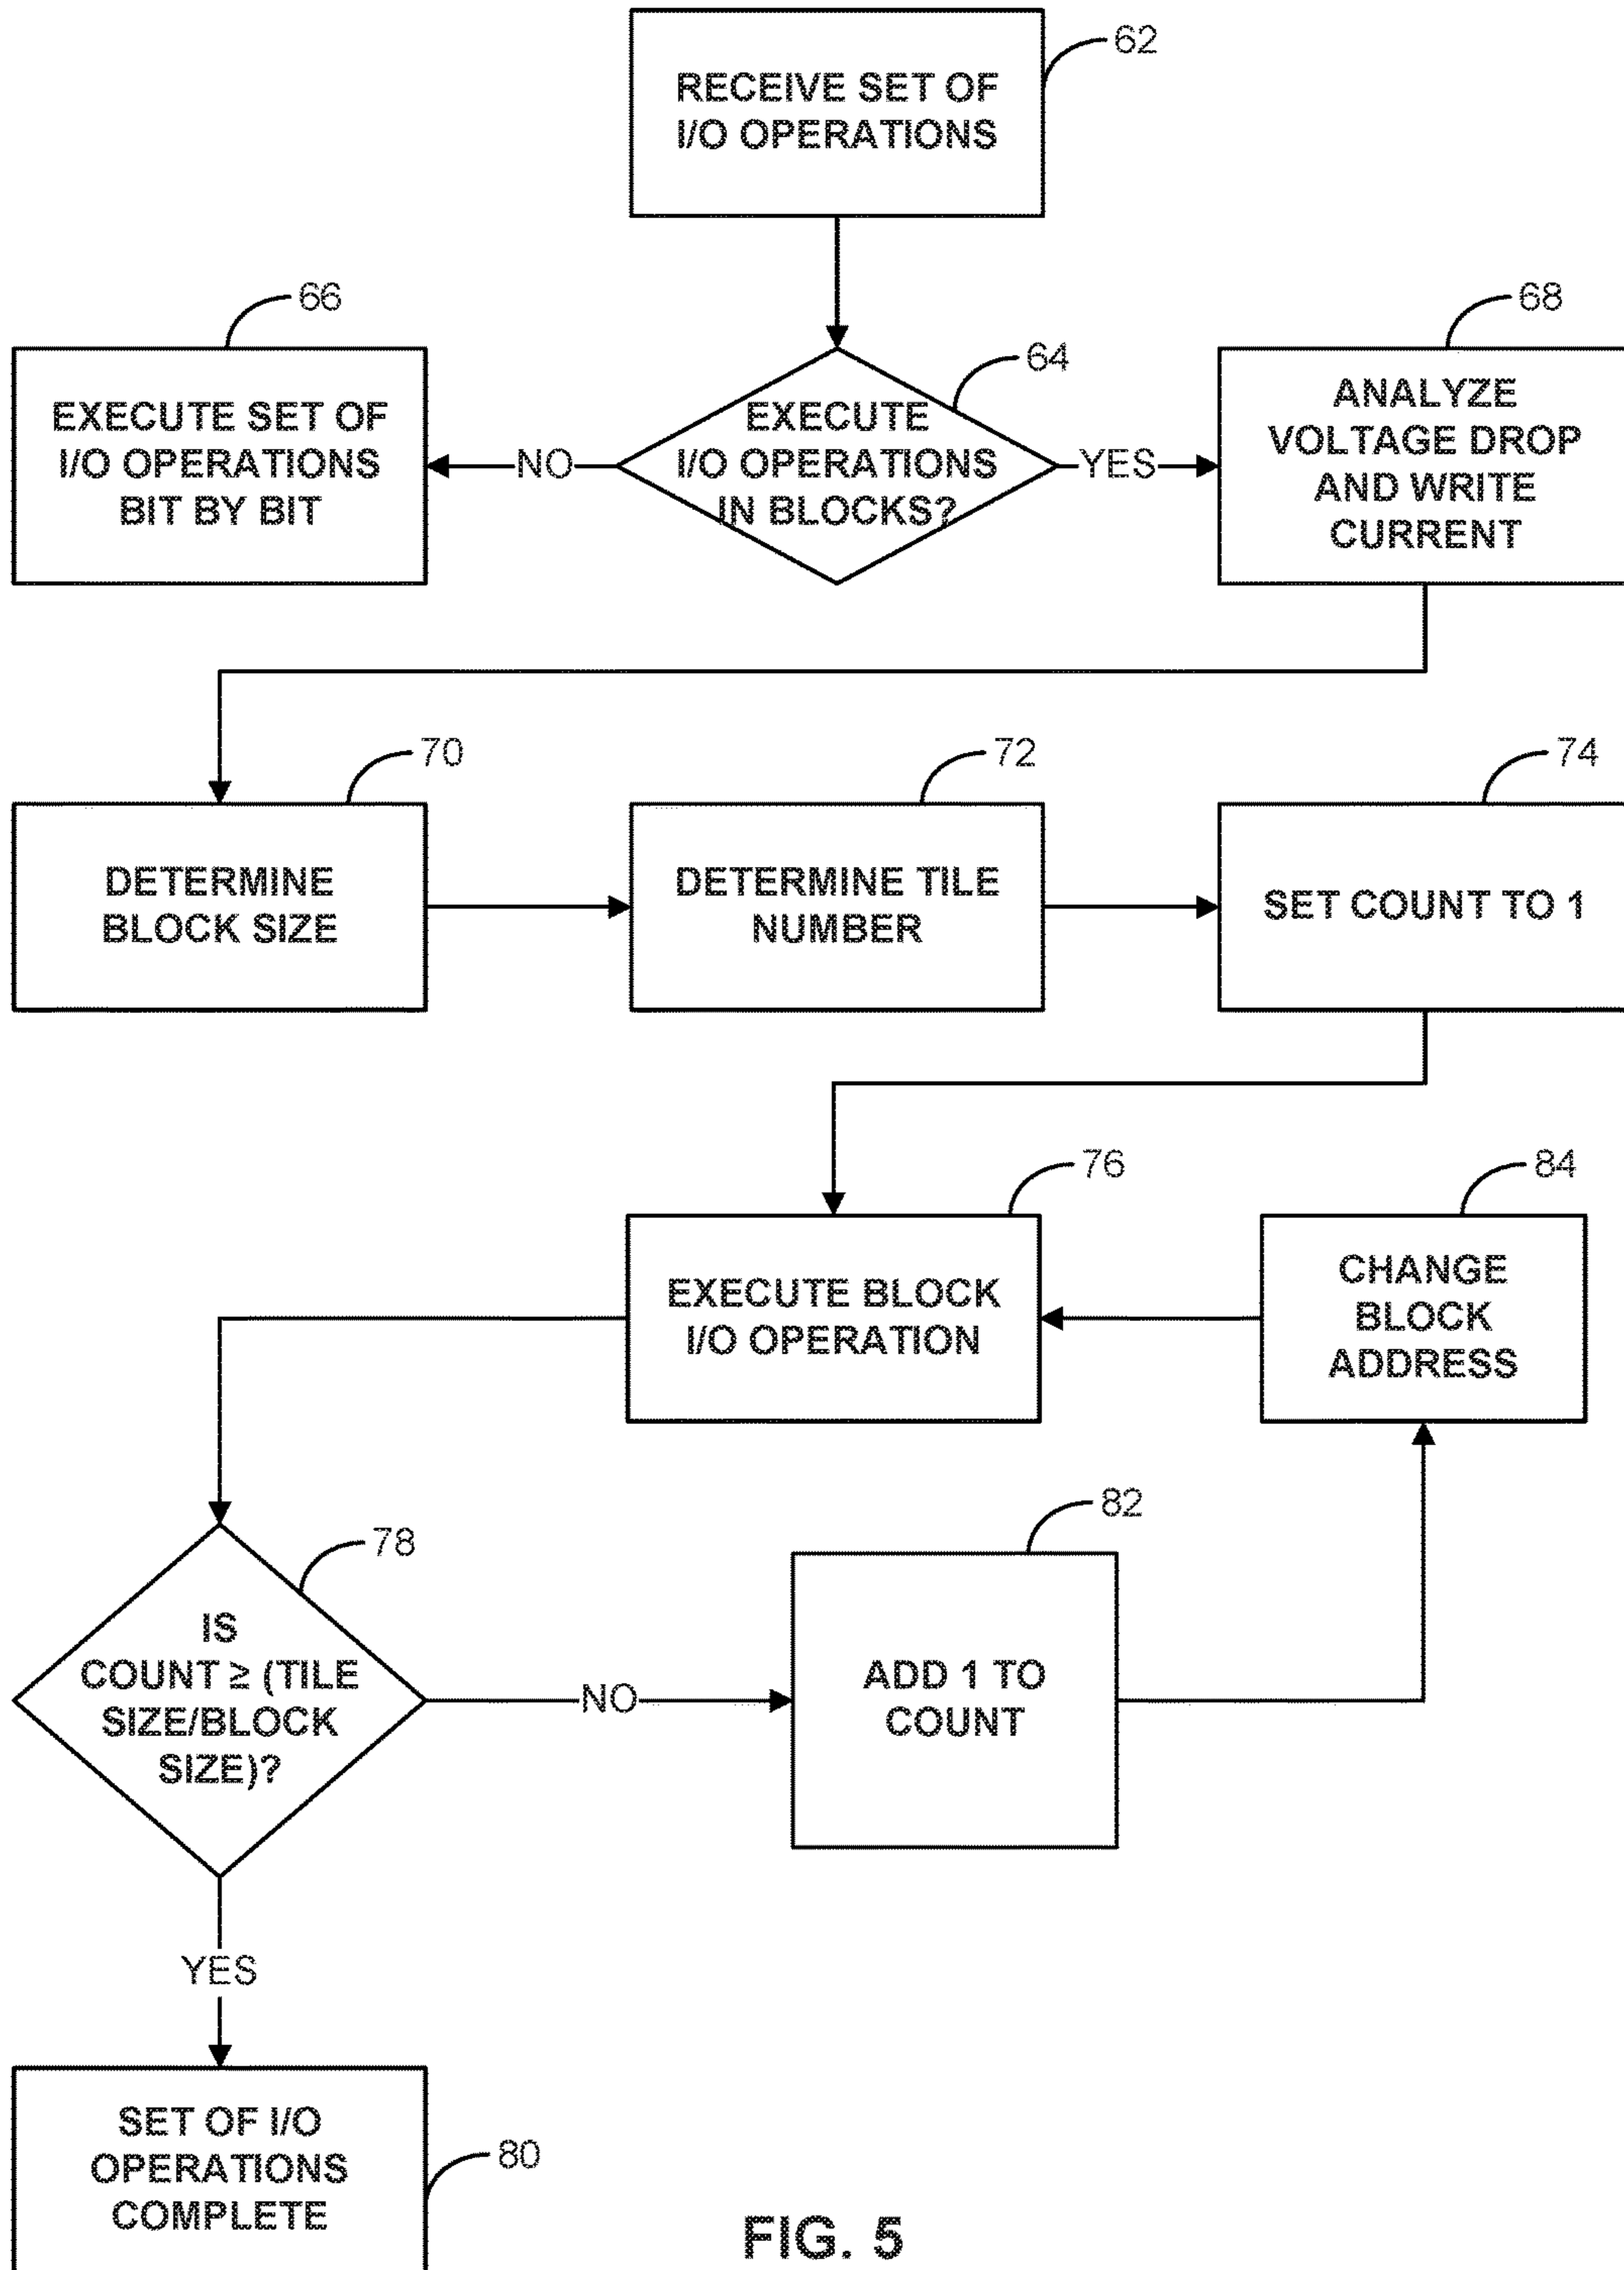 62
RECEIVE SET OF
I/O OPERATIONS
66
64
68
EXECUTE SET OF
I/O OPERATIONS
BIT BY BIT
NO
EXECUTE
I/O OPERATIONS
IN BLOCKS?
YES
ANALYZE
VOLTAGE DROP
AND WRITE
CURRENT
70
72
74
DETERMINE
BLOCK SIZE
DETERMINE TILE
NUMBER
SET COUNT TO 1
76
84
EXECUTE BLOCK
I/O OPERATION
CHANGE
BLOCK
ADDRESS
78
82
IS
COUNT ≥ (TILE
SIZE/BLOCK
SIZE)?
NO
ADD 1 TO
COUNT
YES
80
SET OF I/O
OPERATIONS
COMPLETE
FIG. 5